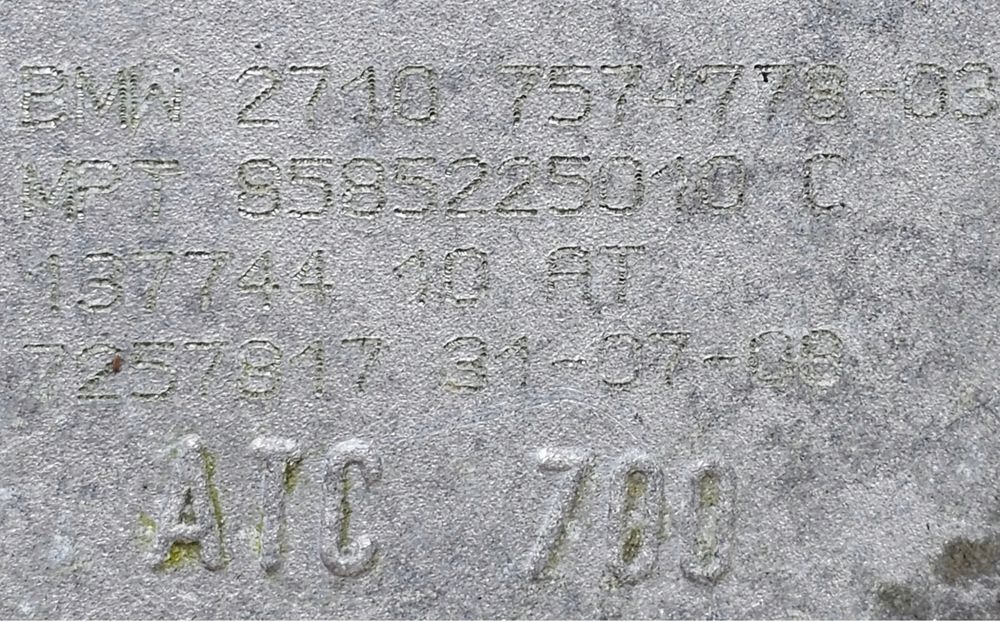 BMW 2710 7574778-03
MPT 8585225010 C
137744 10 AT
7257817 31-07-08
ATC 700